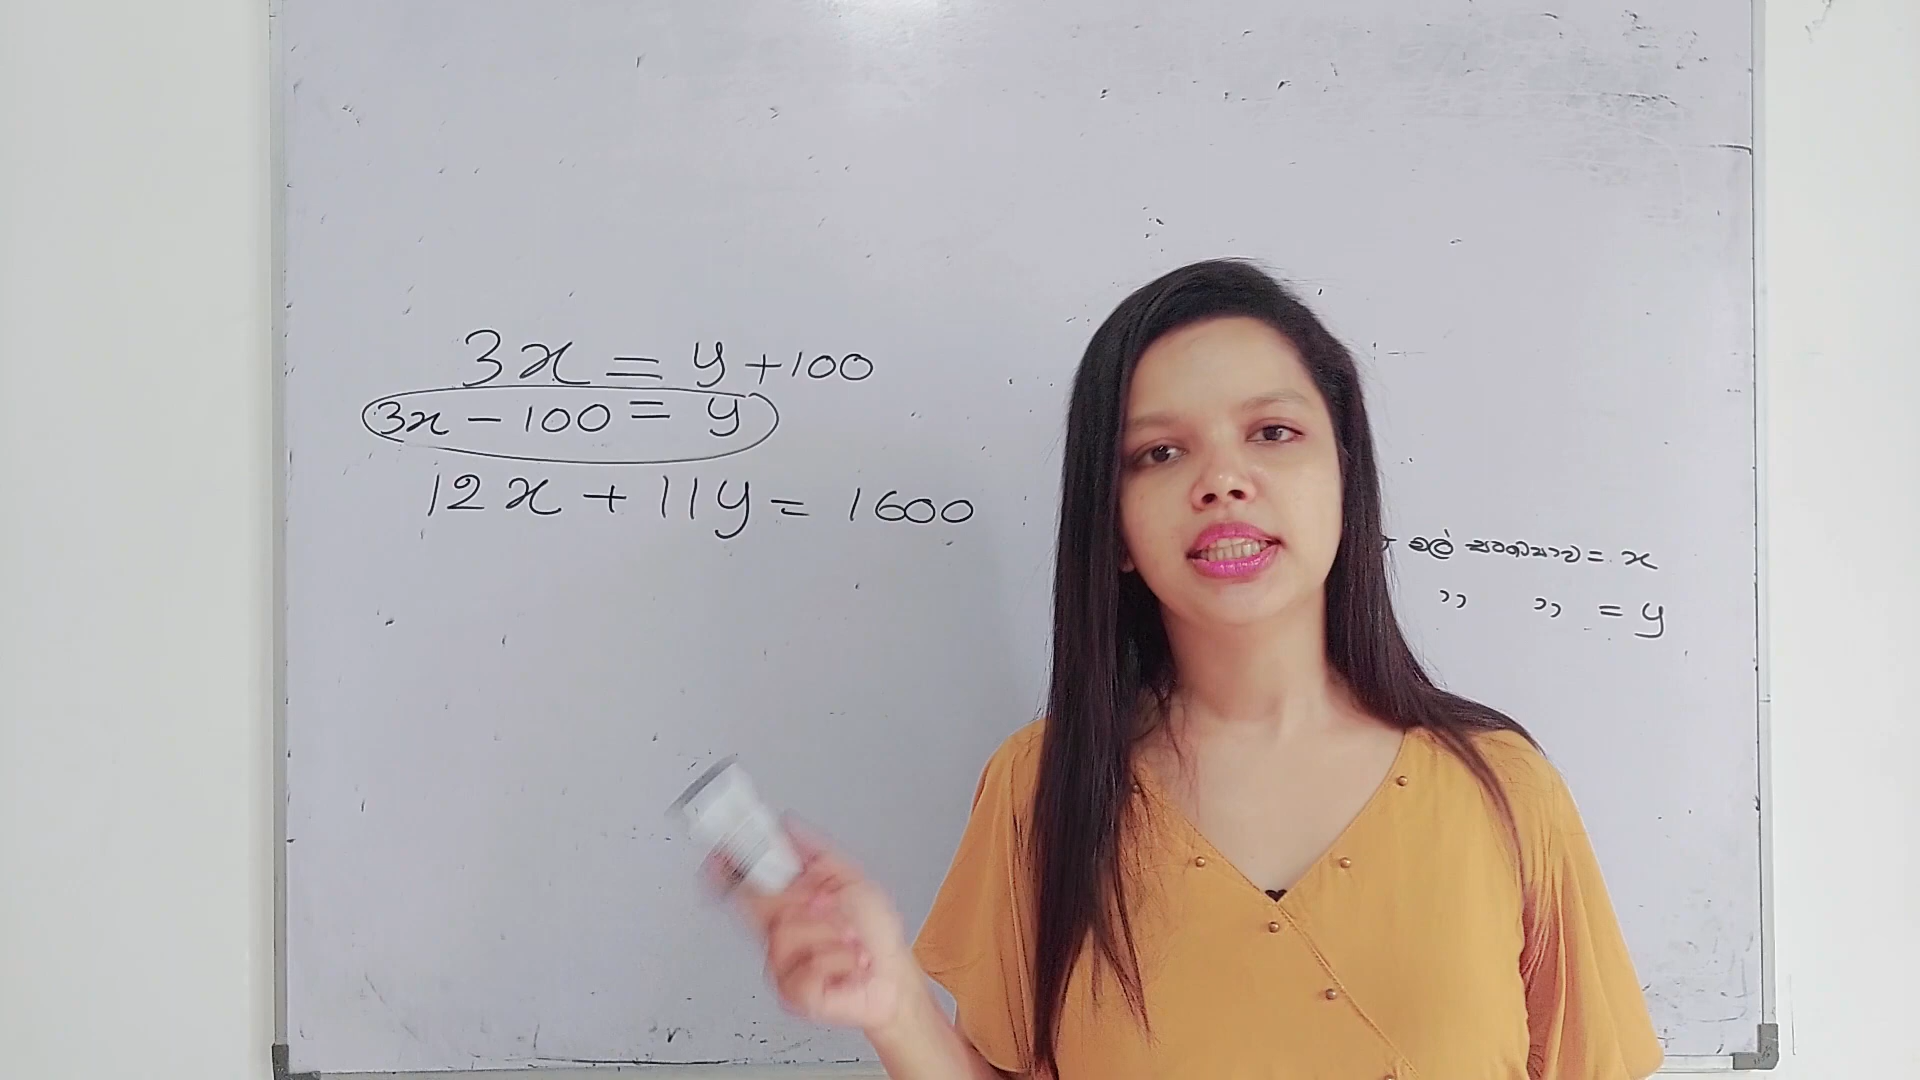 3x = y + 100
3x - 100 = y
12x + 11y = 1600
= x
,, ,, = y